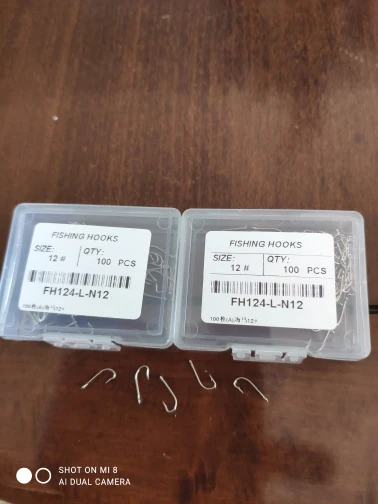 FISHING HOOKS
SIZE:
12 #
QTY:
100 PCS
FH124-L-N12
FISHING HOOKS
SIZE:
12 #
QTY:
100 PCS
FH124-L-N12
SHOT ON MI 8
AI DUAL CAMERA